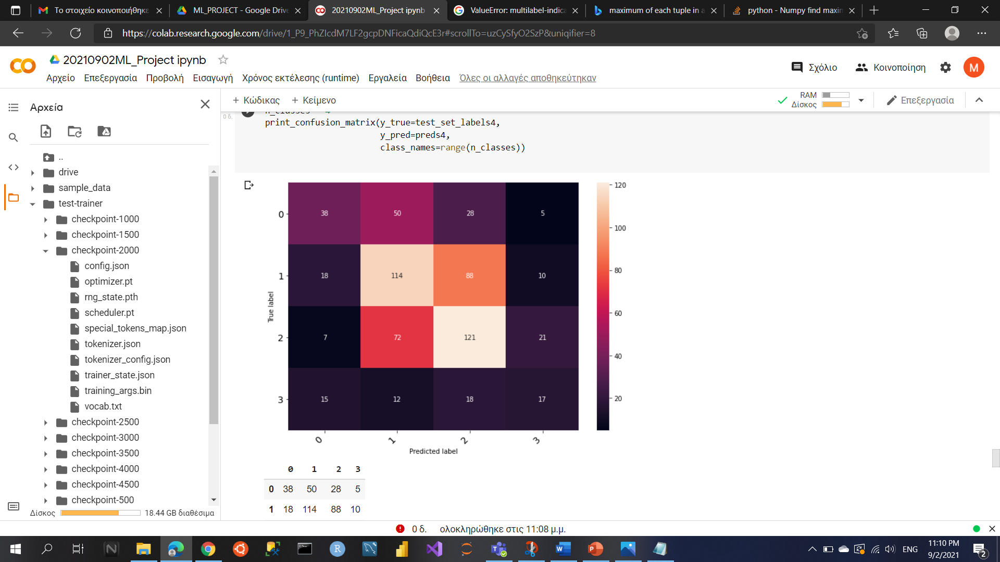 Το στοιχείο κοινοποιήθηκε
ML_PROJECT - Google Drive
20210902ML_Project ipynb
ValueError: multilabel-indica
maximum of each tuple in a
python - Numpy find maxin
https://colab.research.google.com/drive/1_P9_PhZIcdM7LF2gcpDNFicaQdiQcE3r#scrollTo=uzCySfyO2SzP&uniqifier=8
20210902ML_Project ipynb
Αρχείο Επεξεργασία Προβολή Εισαγωγή Χρόνος εκτέλεσης (runtime) Εργαλεία Βοήθεια Όλες οι αλλαγές αποθηκεύτηκαν
Σχόλιο Κοινοποίηση M
Αρχεία
+ Κώδικας + Κείμενο
RAM
Δίσκος
Επεξεργασία
..
drive
sample_data
test-trainer
checkpoint-1000
checkpoint-1500
checkpoint-2000
config.json
optimizer.pt
rng_state.pth
scheduler.pt
special_tokens_map.json
tokenizer.json
tokenizer_config.json
trainer_state.json
training_args.bin
vocab.txt
checkpoint-2500
checkpoint-3000
checkpoint-3500
checkpoint-4000
checkpoint-4500
checkpoint-500
Δίσκος 18.44 GB διαθέσιμα
0 δ.
print_confusion_matrix(y_true=test_set_labels4,
y_pred=preds4,
class_names=range(n_classes))
0 38 50 28 5
1 18 114 88 10
2 7 72 121 21
3 15 12 18 17
True label
0 1 2 3
Predicted label
120
100
80
60
40
20
0 1 2 3
0 38 50 28 5
1 18 114 88 10
0 δ. ολοκληρώθηκε στις 11:08 μ.μ.
ENG
11:10 PM
9/2/2021
2